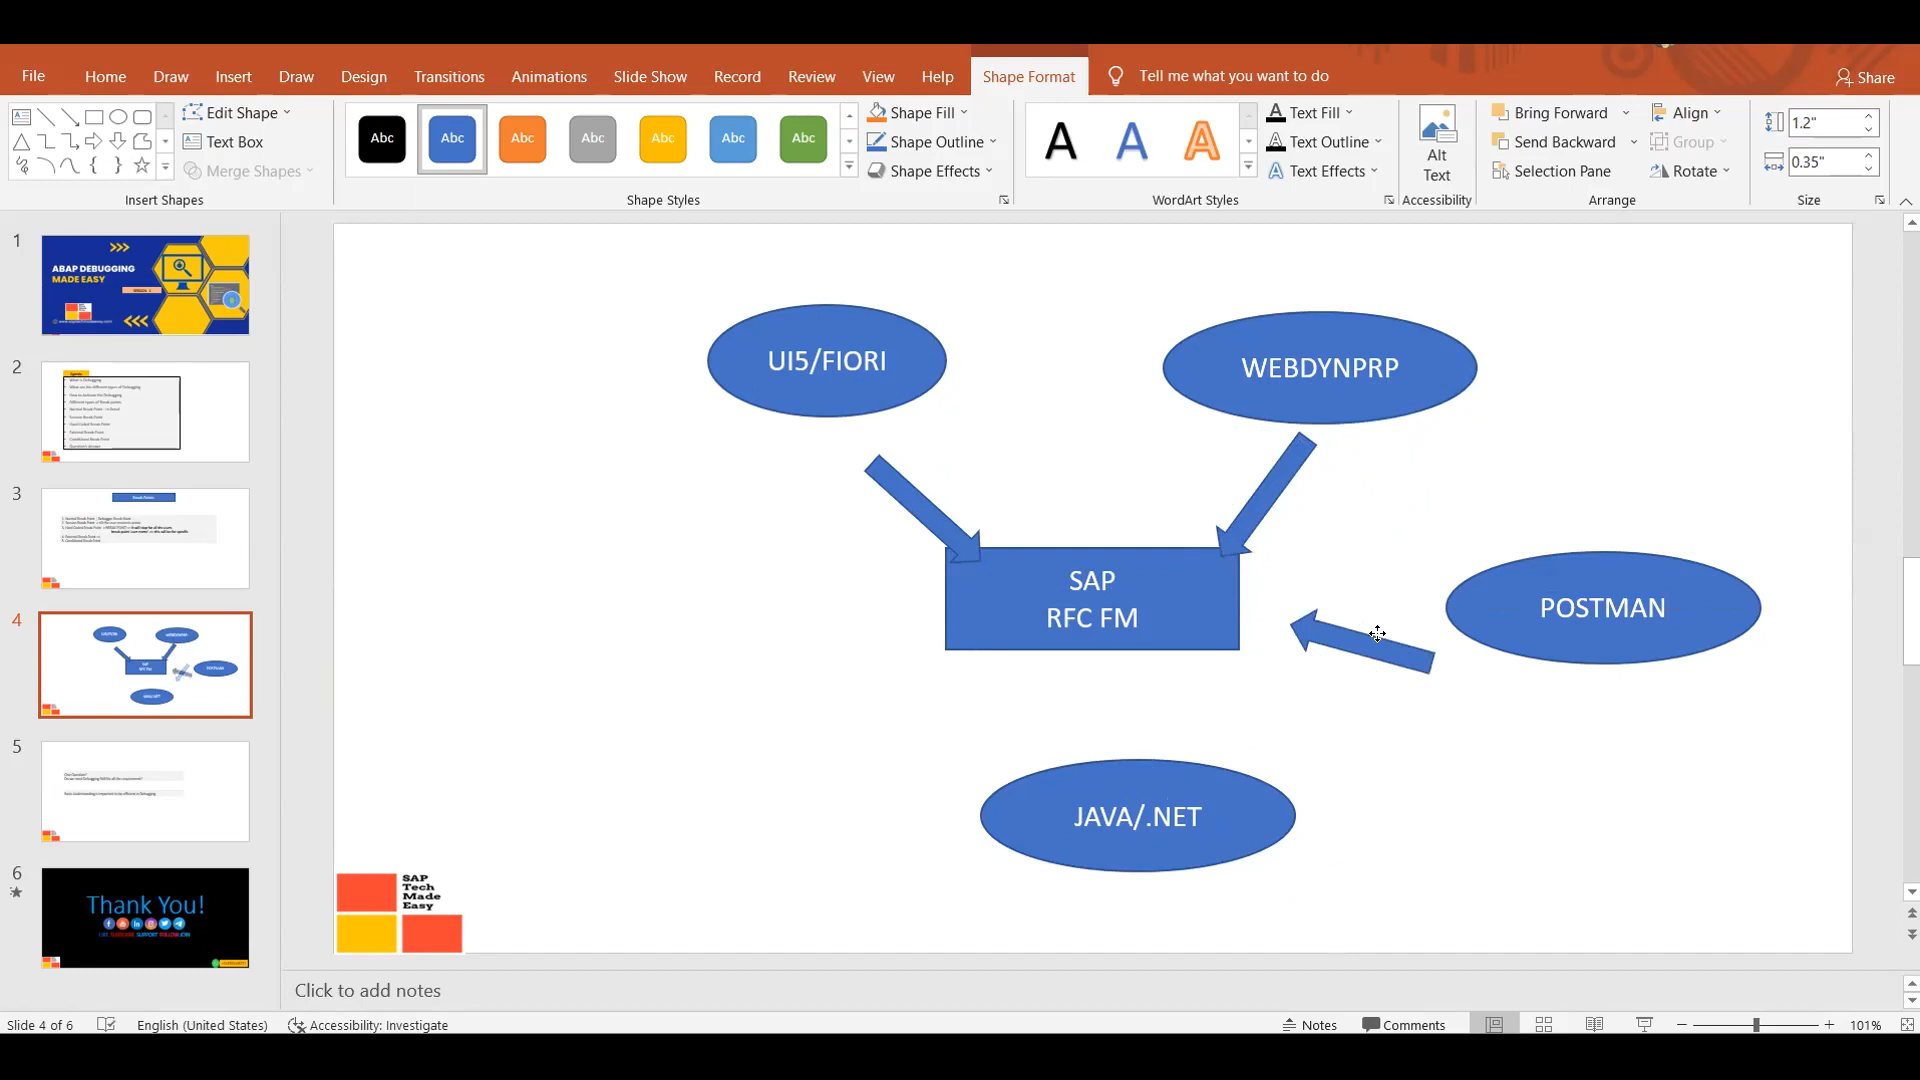 File Home Draw Insert Draw Design Transitions Animations Slide Show Record Review View Help Shape Format Tell me what you want to do Share
Edit Shape
Text Box
Merge Shapes
Insert Shapes
Abc Abc Abc Abc Abc Abc Abc
Shape Fill
Shape Outline
Shape Effects
Shape Styles
A A A
Text Fill
Text Outline
Text Effects
WordArt Styles
Alt
Text
Accessibility
Bring Forward
Send Backward
Selection Pane
Align
Group
Rotate
Arrange
1.2"
0.35"
Size
1
ABAP DEBUGGING
MADE EASY
2
3
4
5
6
Thank You!
UI5/FIORI
WEBDYNPRP
SAP
RFC FM
POSTMAN
JAVA/.NET
SAP
Tech
Made
Easy
Click to add notes
Slide 4 of 6 English (United States) Accessibility: Investigate Notes Comments 101%